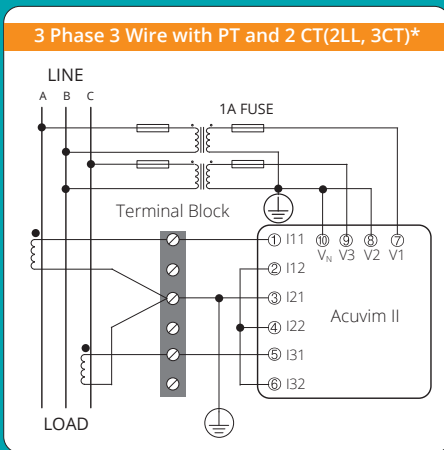 3 Phase 3 Wire with PT and 2 CT(2LL, 3CT)*
LINE
A B C
1A FUSE
Terminal Block
10 9 8 7
VN V3 V2 V1
1 I11
2 I12
3 I21
4 I22
5 I31
6 I32
Acuvim II
LOAD